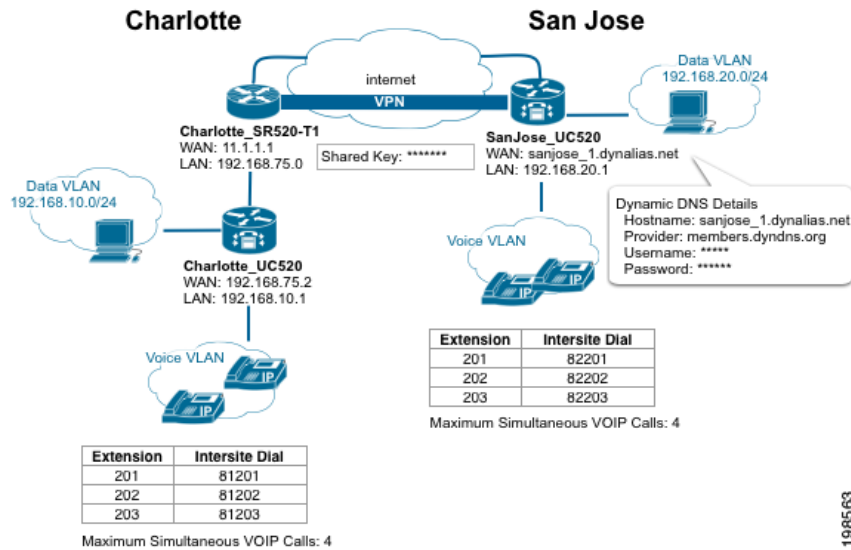 Charlotte
San Jose
internet
VPN
Data VLAN
192.168.20.0/24
Charlotte_SR520-T1
WAN: 11.1.1.1
LAN: 192.168.75.0
Shared Key: *******
SanJose_UC520
WAN: sanjose_1.dynalias.net
LAN: 192.168.20.1
Data VLAN
192.168.10.0/24
Dynamic DNS Details
Hostname: sanjose_1.dynalias.net
Provider: members.dyndns.org
Username: *****
Password: ******
Charlotte_UC520
WAN: 192.168.75.2
LAN: 192.168.10.1
Voice VLAN
IP
IP
Extension Intersite Dial
201 82201
202 82202
203 82203
Maximum Simultaneous VOIP Calls: 4
Voice VLAN
IP
IP
Extension Intersite Dial
201 81201
202 81202
203 81203
Maximum Simultaneous VOIP Calls: 4
198563